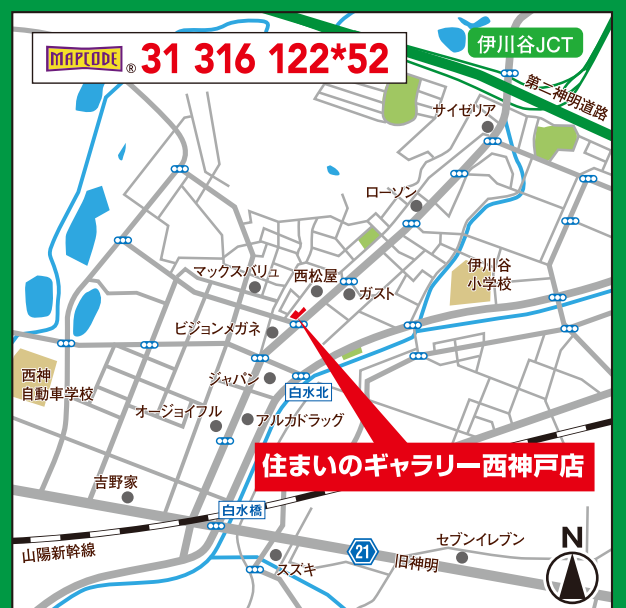 伊川谷JCT
MAPCODE® 31 316 122*52
第二神明道路
サイゼリア
ローソン
マックスバリュ
西松屋
ガスト
伊川谷
小学校
ビジョンメガネ
西神
自動車学校
ジャパン
白水北
オージョイフル
アルカドラッグ
住まいのギャラリー西神戸店
吉野家
白水橋
山陽新幹線
スズキ
21
旧神明
セブンイレブン
N